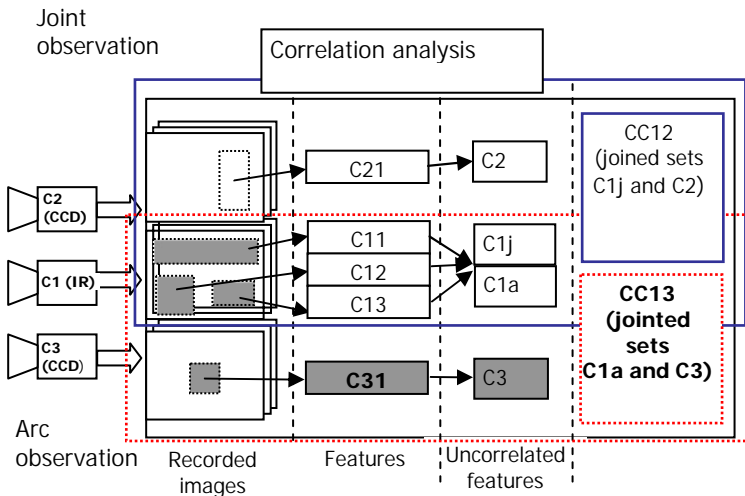 Joint
observation
Correlation analysis
C2
(CCD)
C1 (IR)
C3
(CCD)
C21
C11
C12
C13
C31
C2
C1j
C1a
C3
CC12
(joined sets
C1j and C2)
CC13
(jointed
sets
C1a and C3)
Arc
observation
Recorded
images
Features
Uncorrelated
features